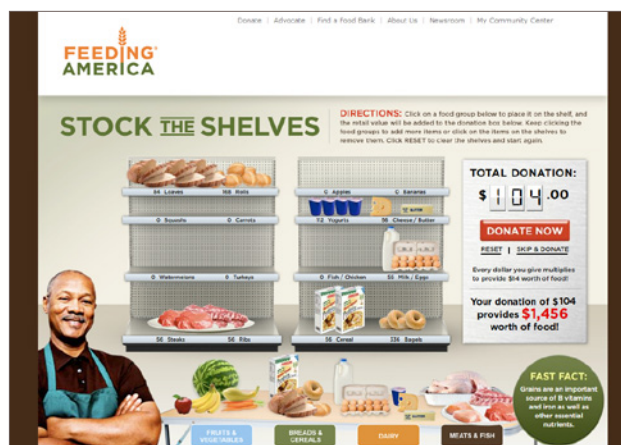 Donate | Advocate | Find a Food Bank | About Us | Newsroom | My Community Center
FEEDING
AMERICA
STOCK THE SHELVES
DIRECTIONS: Click on a food group below to place it on the shelf, and
the retail value will be added to the donation box below. Keep clicking the
food groups to add more items or click on the items on the shelves to
remove them. Click RESET to clear the shelves and start again.
84 Loaves 168 Rolls
0 Apples 0 Bananas
0 Squashs 0 Carrots
112 Yogurts 56 Cheese / Butter
0 Watermelons 0 Turkeys
0 Fish / Chicken 56 Milk / Eggs
56 Steaks 56 Ribs
56 Cereal 336 Bagels
TOTAL DONATION:
$ 104 .00
DONATE NOW
RESET | SKIP & DONATE
Every dollar you give multiplies
to provide $14 worth of food!
Your donation of $104
provides $1,456
worth of food!
FAST FACT:
Grains are an important
source of B vitamins
and iron as well as
other essential
nutrients.
FRUITS &
VEGETABLES
BREADS &
CEREALS
DAIRY
MEATS & FISH